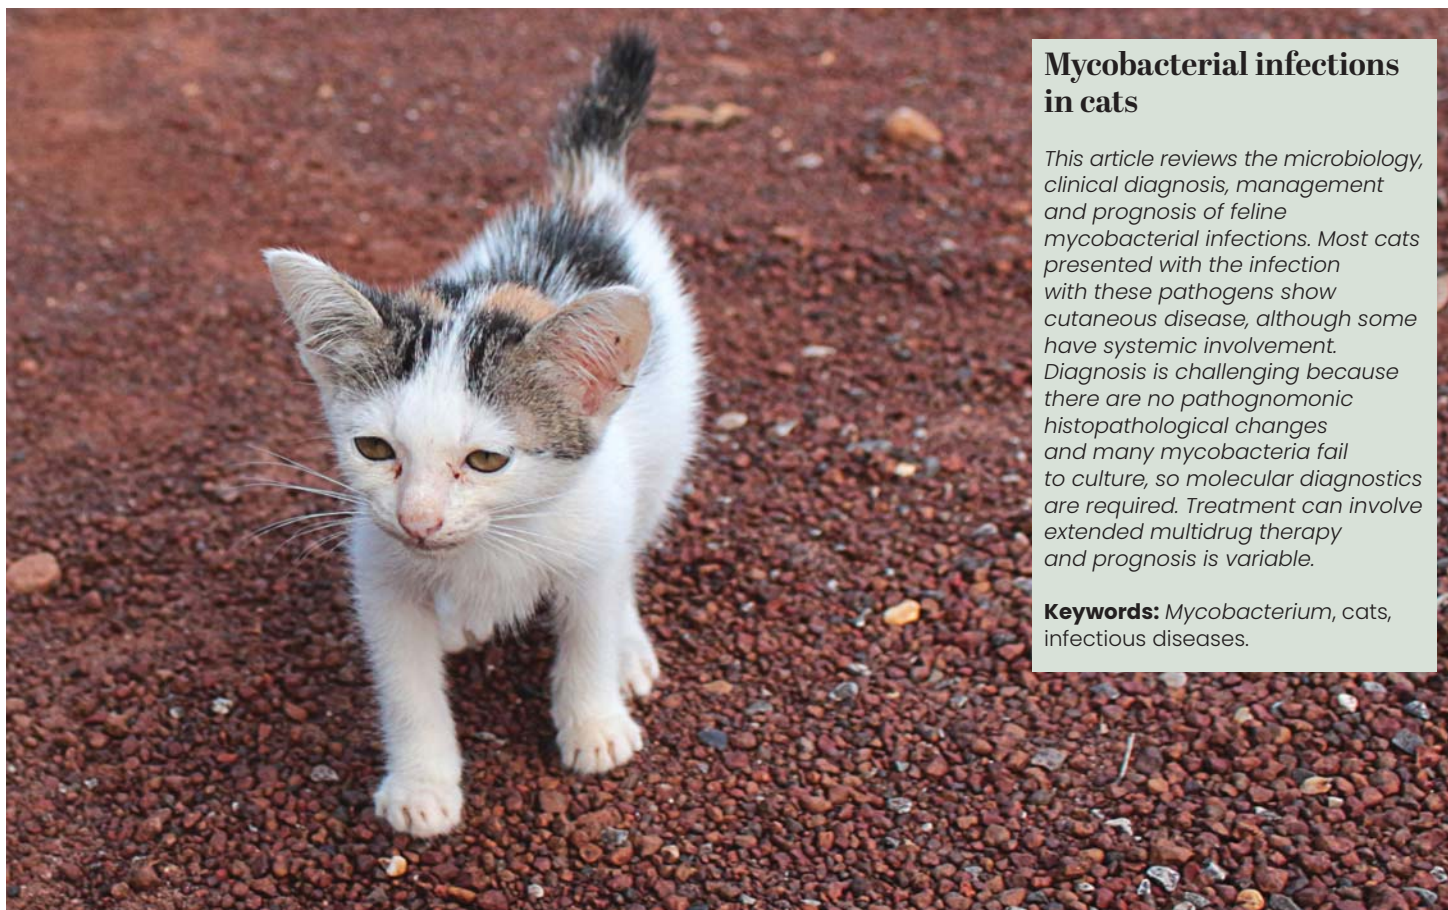 Mycobacterial infections
in cats
This article reviews the microbiology,
clinical diagnosis, management
and prognosis of feline
mycobacterial infections. Most cats
presented with the infection
with these pathogens show
cutaneous disease, although some
have systemic involvement.
Diagnosis is challenging because
there are no pathognomonic
histopathological changes
and many mycobacteria fail
to culture, so molecular diagnostics
are required. Treatment can involve
extended multidrug therapy
and prognosis is variable.
Keywords: Mycobacterium, cats,
infectious diseases.